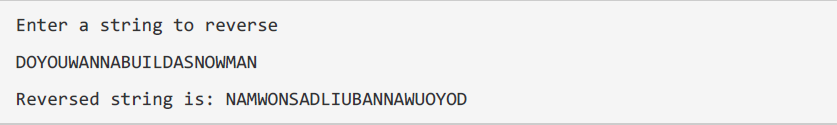 Enter a string to reverse
DOYOUWANNABUILDASNOWMAN
Reversed string is: NAMWONSADLIUBANNAWUOYOD